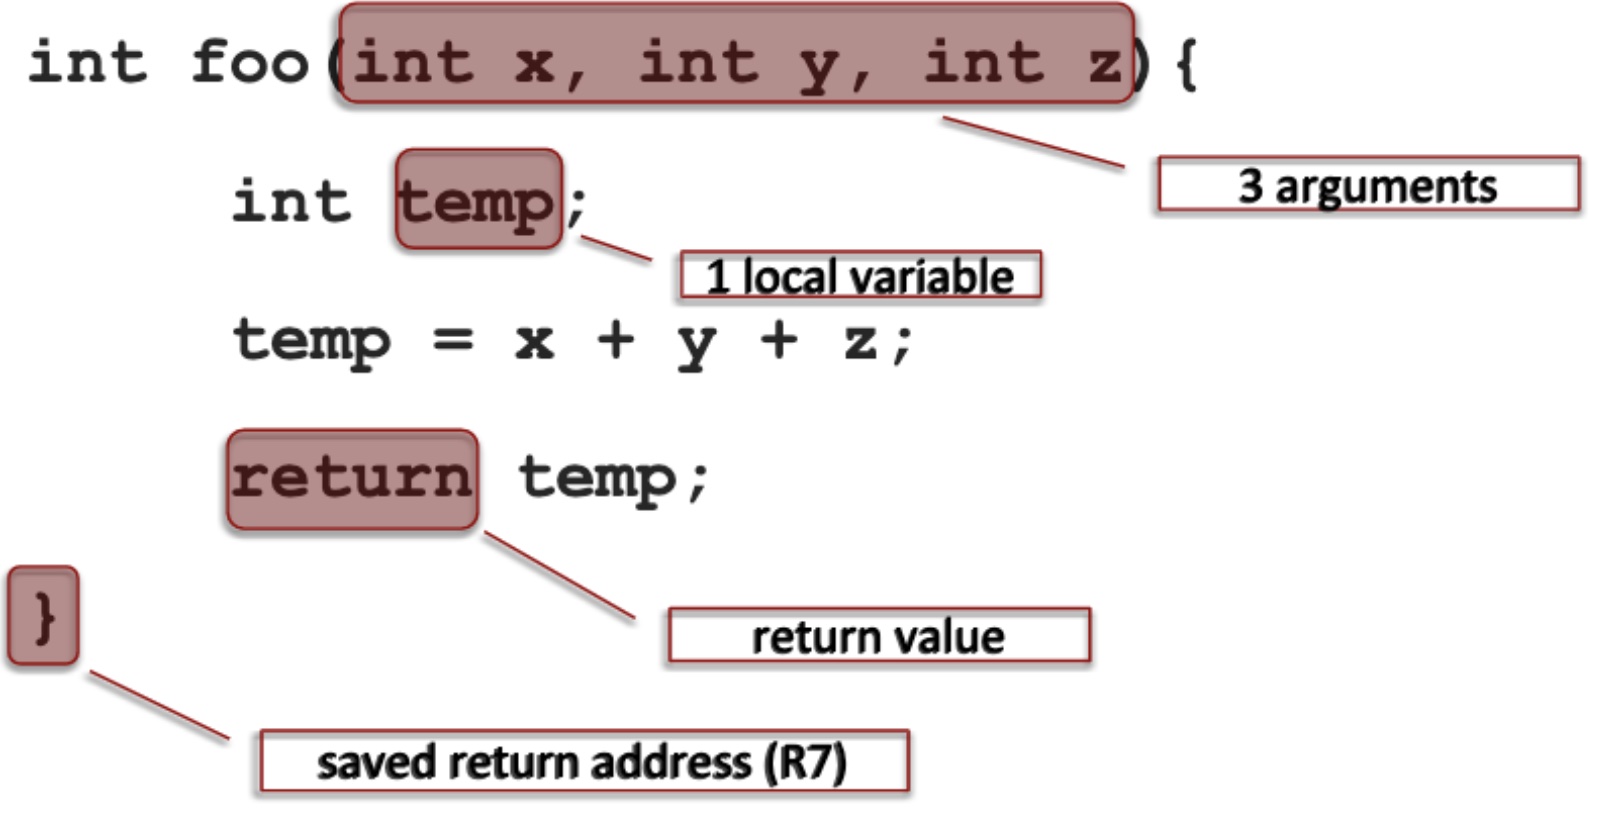 int foo(int x, int y, int z){
3 arguments
int temp;
1 local variable
temp = x + y + z;
return temp;
}
return value
saved return address (R7)